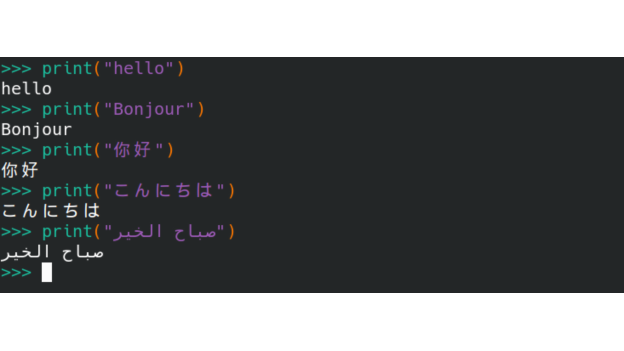 >>> print("hello")
hello
>>> print("Bonjour")
Bonjour
>>> print("你好")
你好
>>> print("こんにちは")
こんにちは
>>> print("صباح الخير")
صباح الخير
>>>